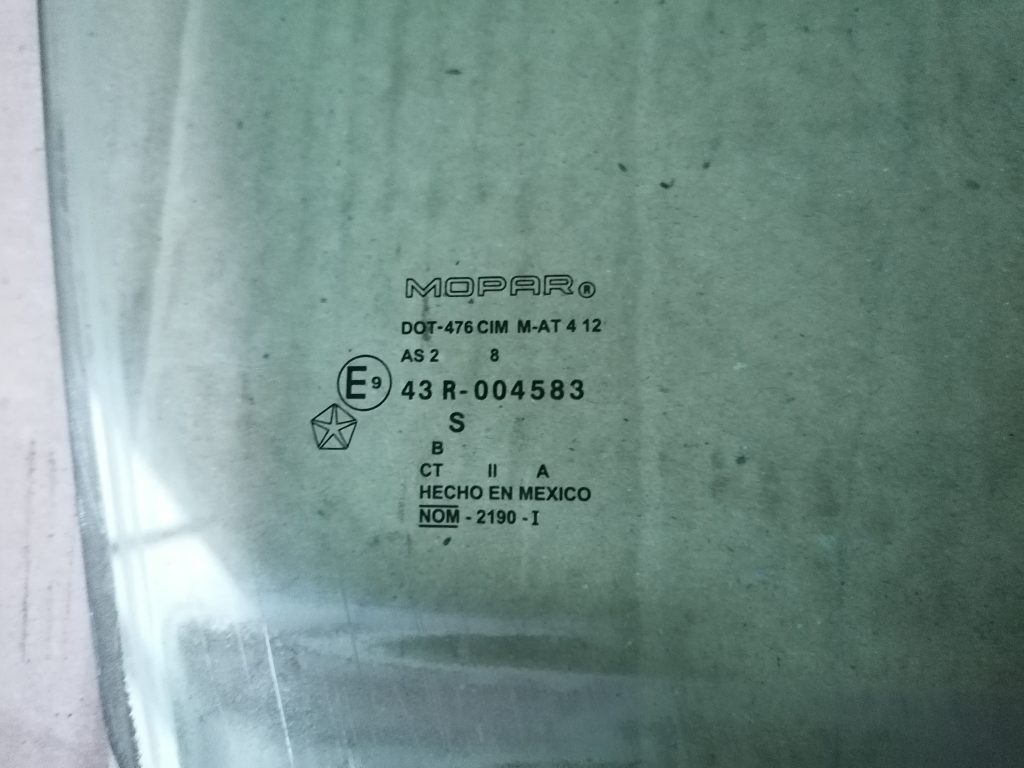 MOPAR®
DOT-476 CIM M-AT 4 12
AS 2 8
E9 43 R-004583
S
B
CT II A
HECHO EN MEXICO
NOM - 2190 - I